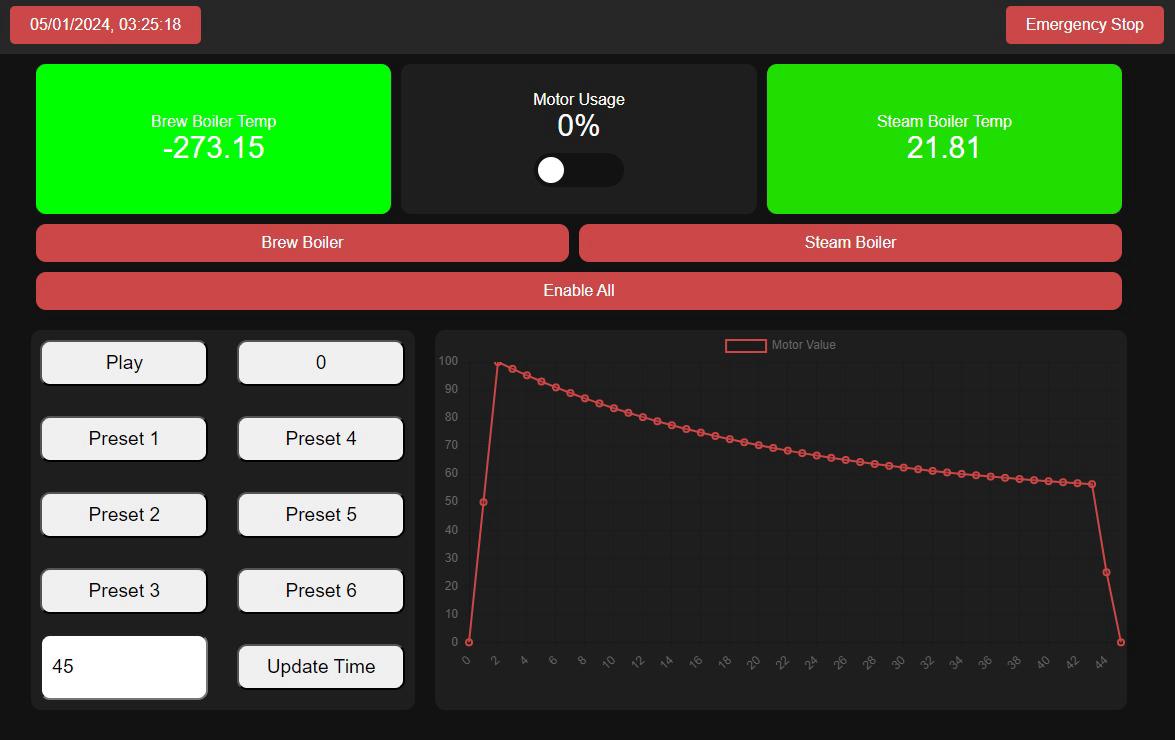 05/01/2024, 03:25:18
Emergency Stop
Brew Boiler Temp
-273.15
Motor Usage
0%
Steam Boiler Temp
21.81
Brew Boiler
Steam Boiler
Enable All
Play
0
Preset 1
Preset 4
Preset 2
Preset 5
Preset 3
Preset 6
45
Update Time
Motor Value
100
90
80
70
60
50
40
30
20
10
0
0 2 4 6 8 10 12 14 16 18 20 22 24 26 28 30 32 34 36 38 40 42 44